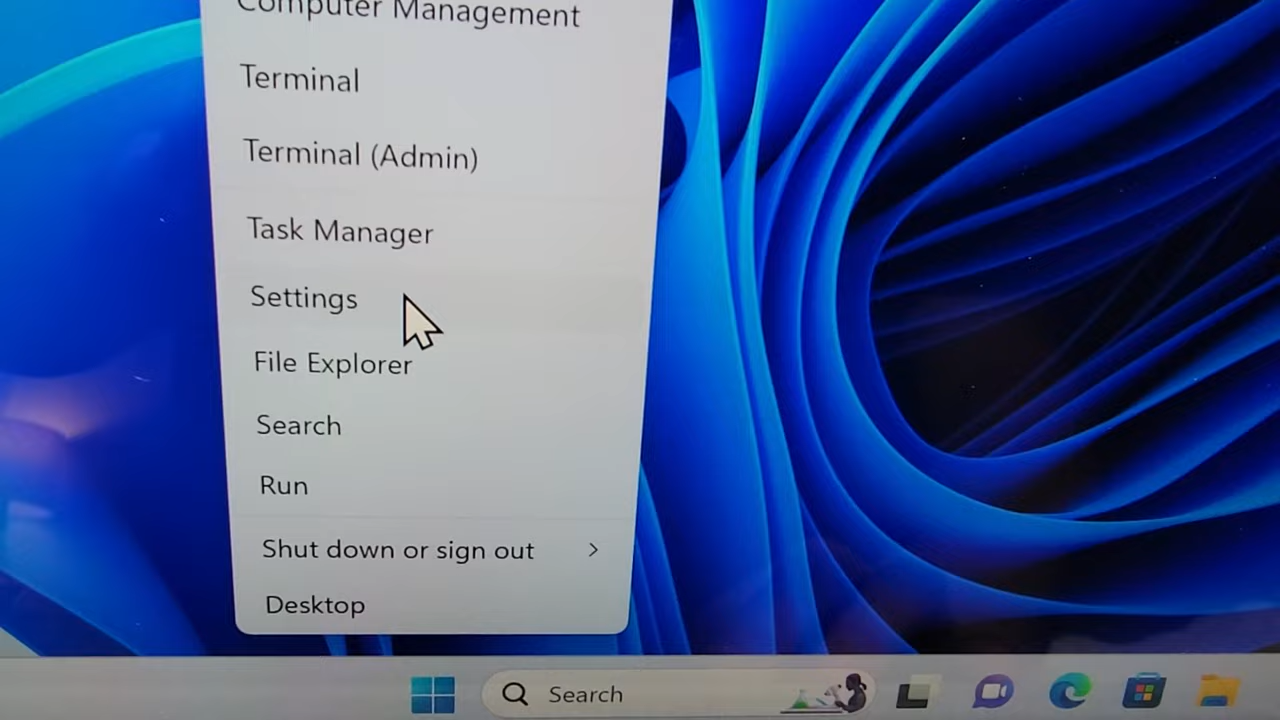 Computer Management
Terminal
Terminal (Admin)
Task Manager
Settings
File Explorer
Search
Run
Shut down or sign out
Desktop
Search